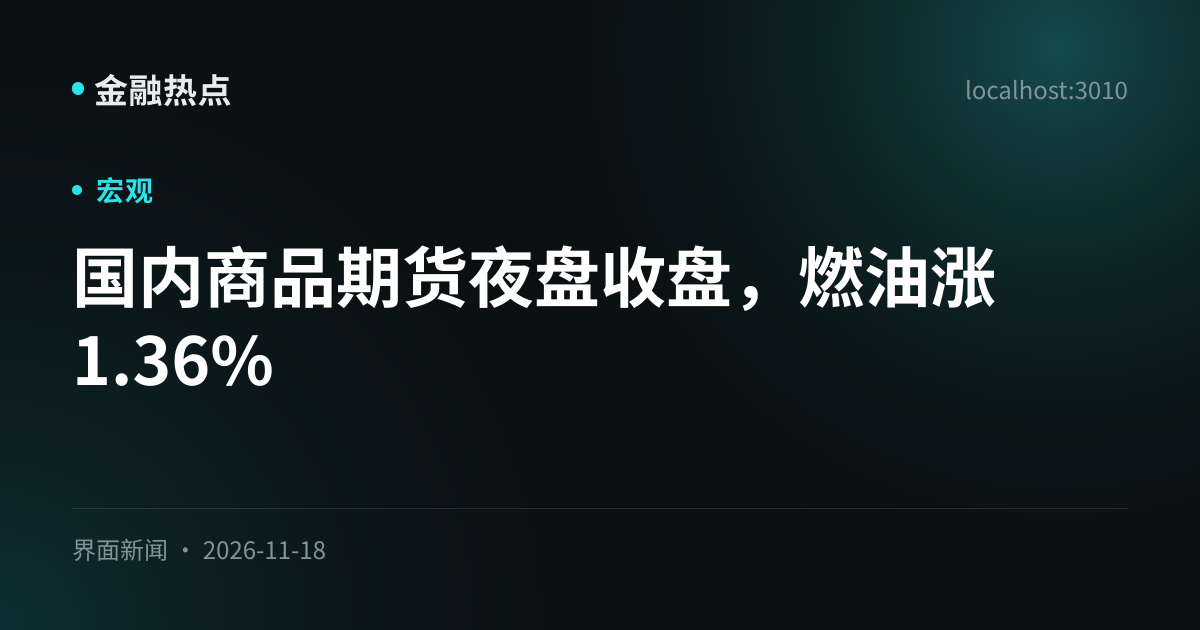 金融热点
localhost:3010
宏观
国内商品期货夜盘收盘，燃油涨
1.36%
界面新闻 · 2026-11-18